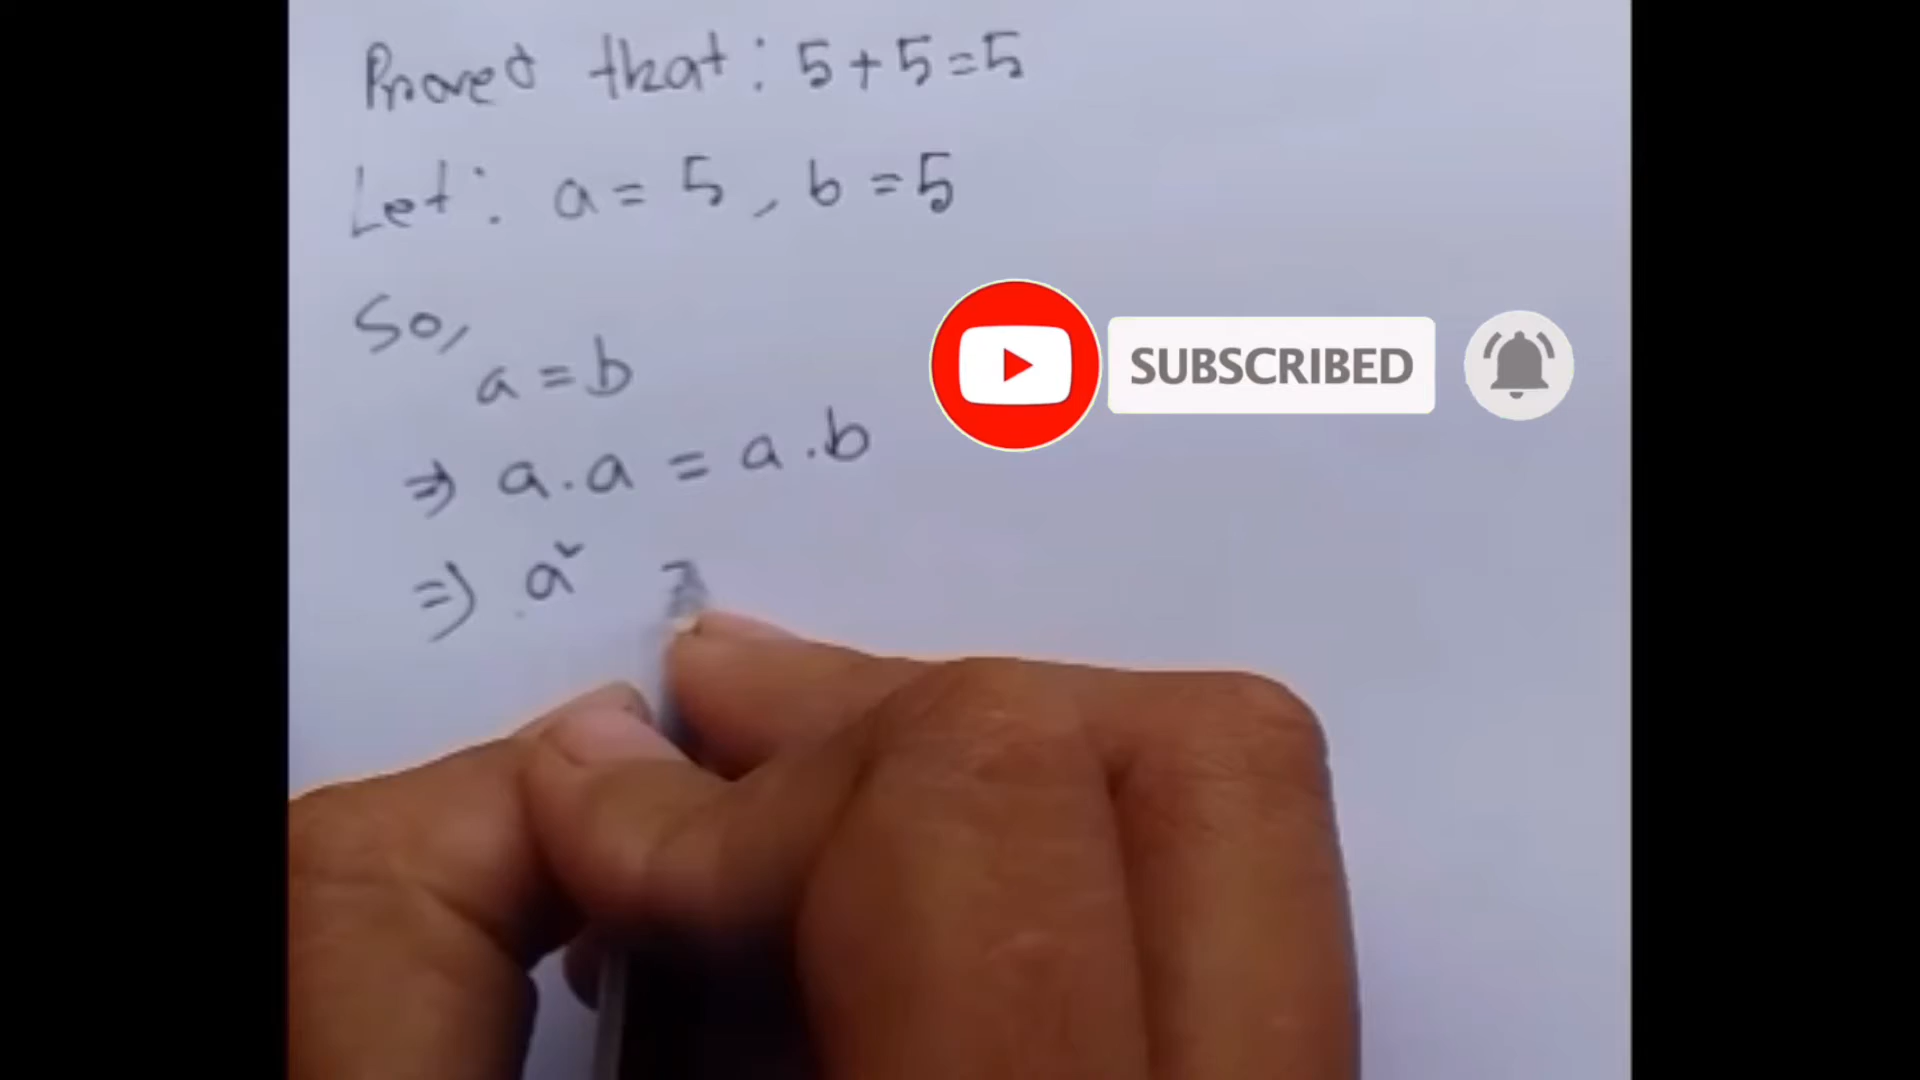 Proved that: 5+5=5
Let: a = 5, b = 5
So,
a = b
SUBSCRIBED
⇒ a.a = a.b
⇒ a² =